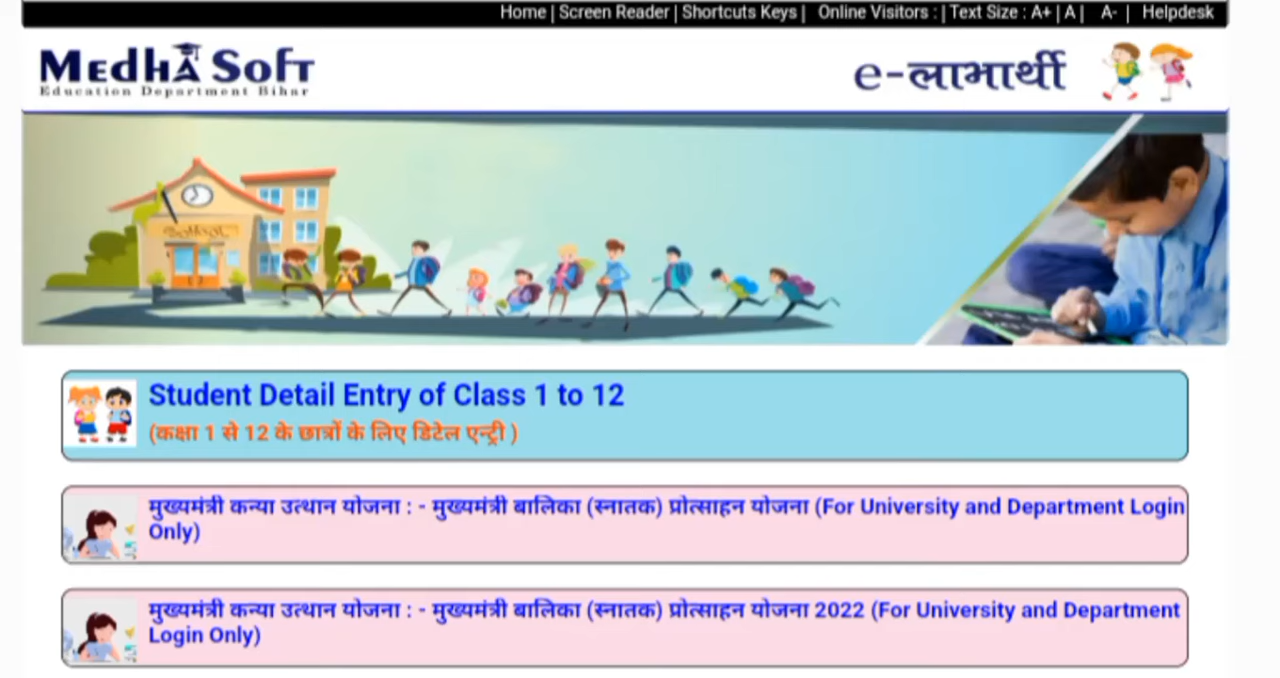 Home | Screen Reader | Shortcuts Keys | Online Visitors : | Text Size : A+ | A | A- | Helpdesk
MEdhA SofT
Education Department Bihar
e-लाभार्थी
SCHOOL
Student Detail Entry of Class 1 to 12
(कक्षा 1 से 12 के छात्रों के लिए डिटेल एन्ट्री )
मुख्यमंत्री कन्या उत्थान योजना : - मुख्यमंत्री बालिका (स्नातक) प्रोत्साहन योजना (For University and Department Login
Only)
मुख्यमंत्री कन्या उत्थान योजना : - मुख्यमंत्री बालिका (स्नातक) प्रोत्साहन योजना 2022 (For University and Department
Login Only)